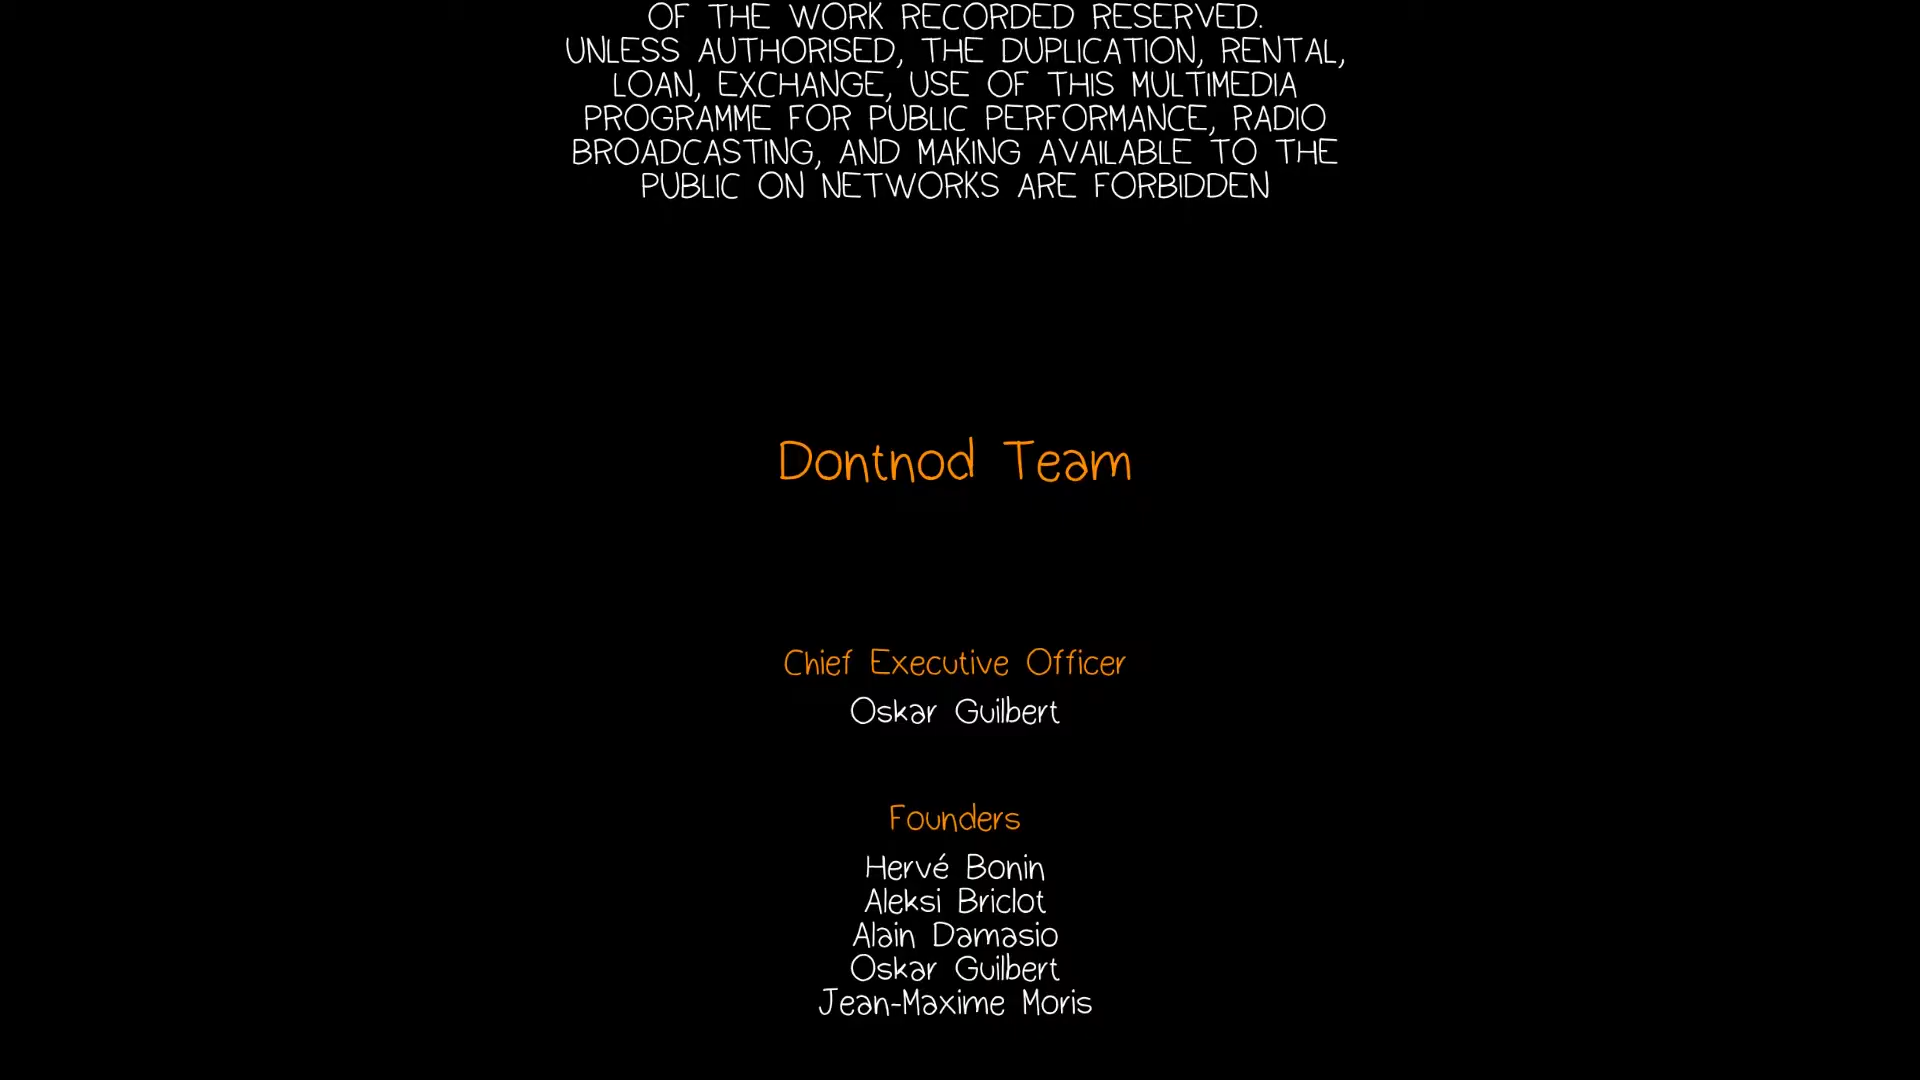 OF THE WORK RECORDED RESERVED.
UNLESS AUTHORISED, THE DUPLICATION, RENTAL,
LOAN, EXCHANGE, USE OF THIS MULTIMEDIA
PROGRAMME FOR PUBLIC PERFORMANCE, RADIO
BROADCASTING, AND MAKING AVAILABLE TO THE
PUBLIC ON NETWORKS ARE FORBIDDEN
Dontnod Team
Chief Executive Officer
Oskar Guilbert
Founders
Hervé Bonin
Aleksi Briclot
Alain Damasio
Oskar Guilbert
Jean-Maxime Moris